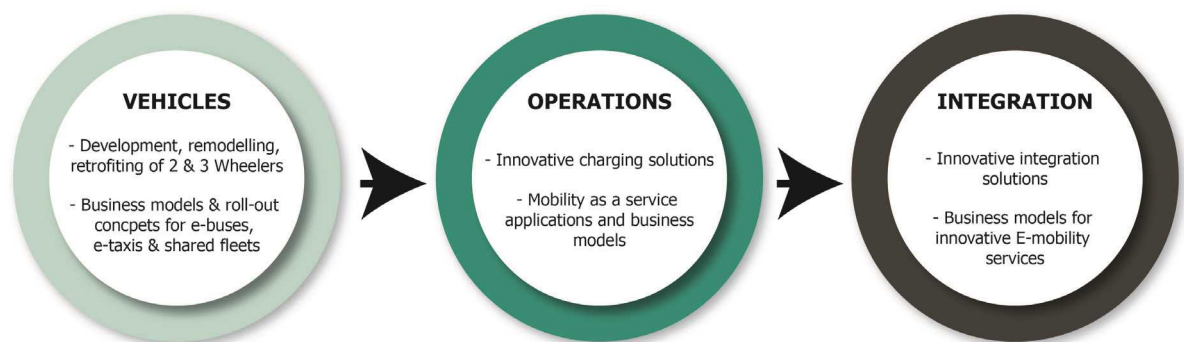 VEHICLES
- Development, remodelling,
retrofiting of 2 & 3 Wheelers
- Business models & roll-out
concpets for e-buses,
e-taxis & shared fleets
OPERATIONS
- Innovative charging solutions
- Mobility as a service
applications and business
models
INTEGRATION
- Innovative integration
solutions
- Business models for
innovative E-mobility
services